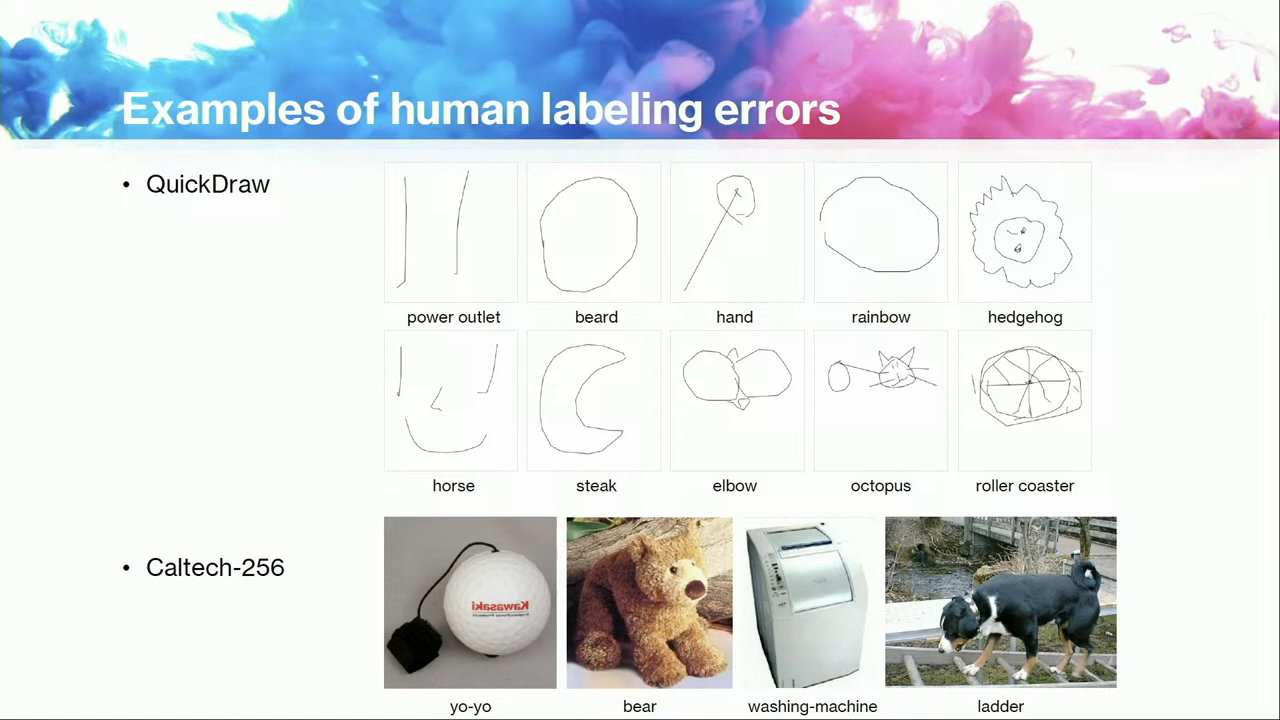 Examples of human labeling errors
• QuickDraw
power outlet
beard
hand
rainbow
hedgehog
horse
steak
elbow
octopus
roller coaster
• Caltech-256
Kawasaki
yo-yo
bear
washing-machine
ladder